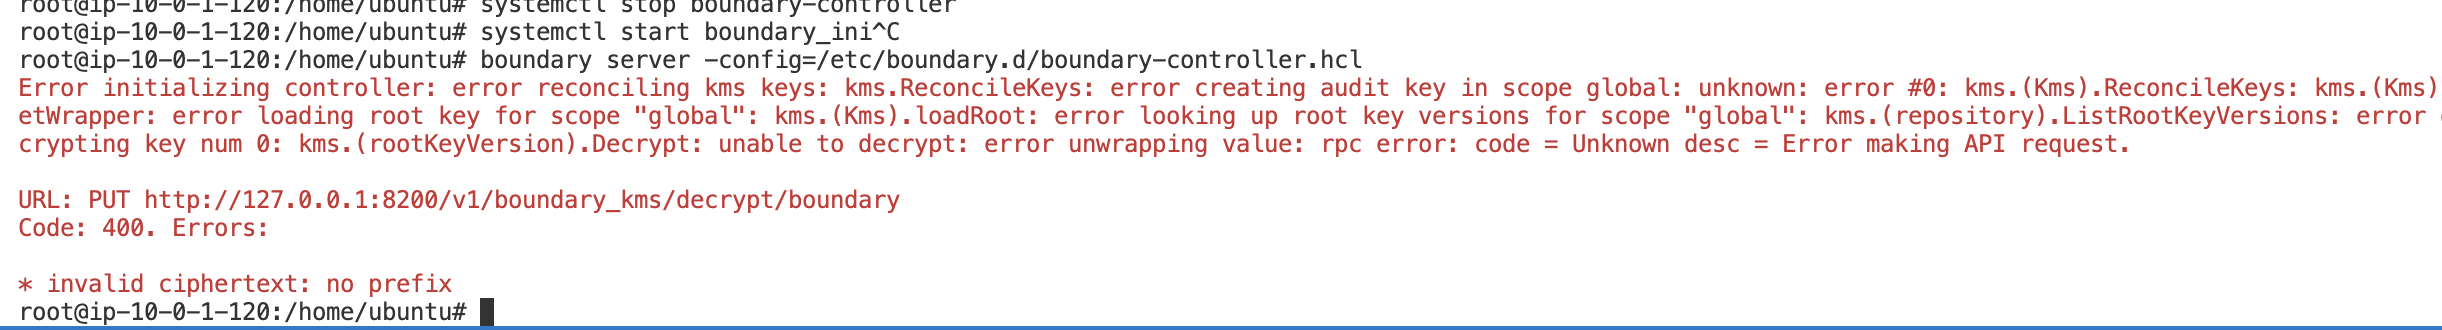 root@ip-10-0-1-120:/home/ubuntu# systemctl stop boundary-controller
root@ip-10-0-1-120:/home/ubuntu# systemctl start boundary_ini^C
root@ip-10-0-1-120:/home/ubuntu# boundary server -config=/etc/boundary.d/boundary-controller.hcl
Error initializing controller: error reconciling kms keys: kms.ReconcileKeys: error creating audit key in scope global: unknown: error #0: kms.(Kms).ReconcileKeys: kms.(Kms)
etWrapper: error loading root key for scope "global": kms.(Kms).loadRoot: error looking up root key versions for scope "global": kms.(repository).ListRootKeyVersions: error
crypting key num 0: kms.(rootKeyVersion).Decrypt: unable to decrypt: error unwrapping value: rpc error: code = Unknown desc = Error making API request.
URL: PUT http://127.0.0.1:8200/v1/boundary_kms/decrypt/boundary
Code: 400. Errors:
* invalid ciphertext: no prefix
root@ip-10-0-1-120:/home/ubuntu#